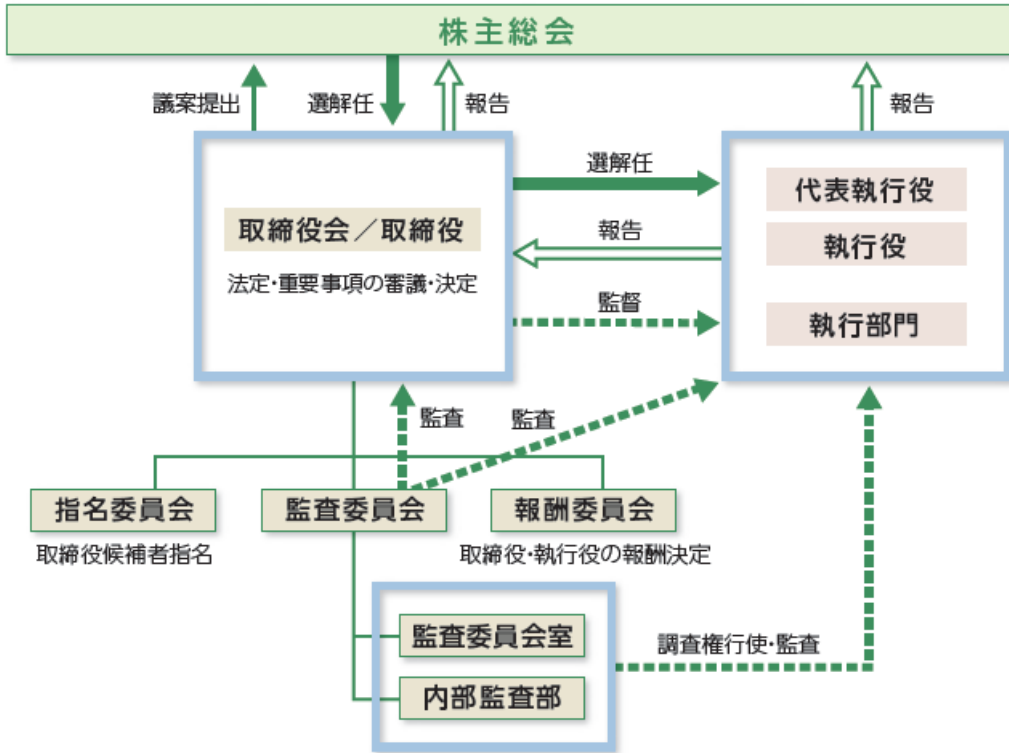 株主総会
議案提出
選解任
報告
報告
選解任
代表執行役
取締役会／取締役
報告
執行役
法定・重要事項の審議・決定
監督
執行部門
監査
監査
指名委員会
監査委員会
報酬委員会
取締役候補者指名
取締役・執行役の報酬決定
監査委員会室
調査権行使・監査
内部監査部